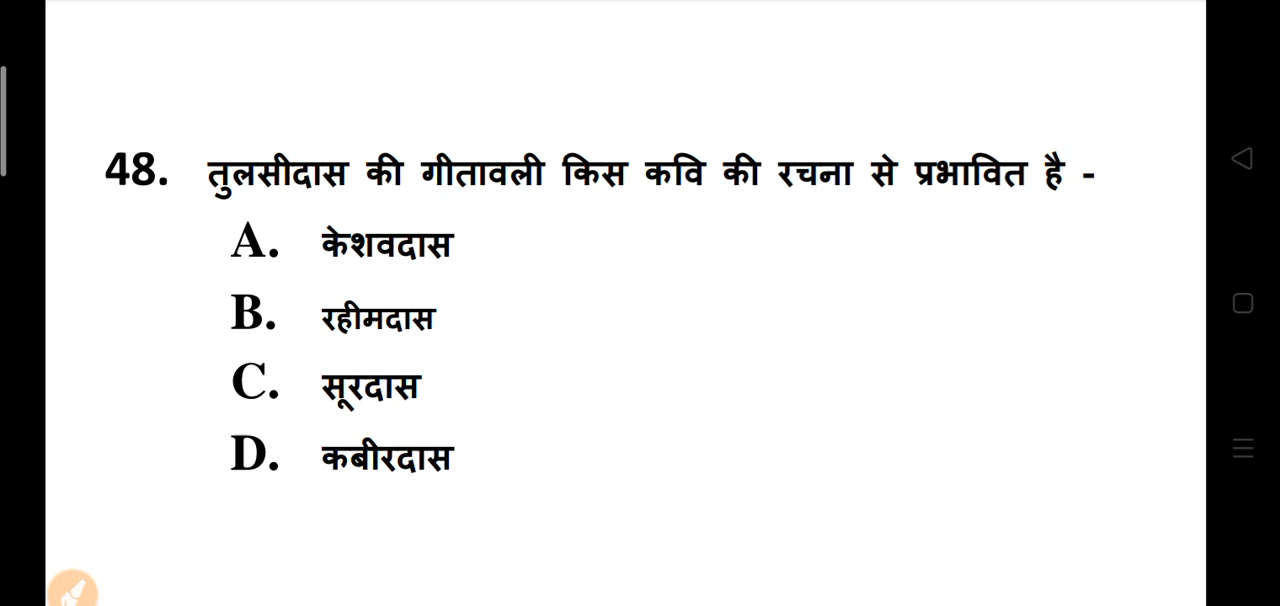 48. तुलसीदास की गीतावली किस कवि की रचना से प्रभावित है -
A. केशवदास
B. रहीमदास
C. सूरदास
D. कबीरदास